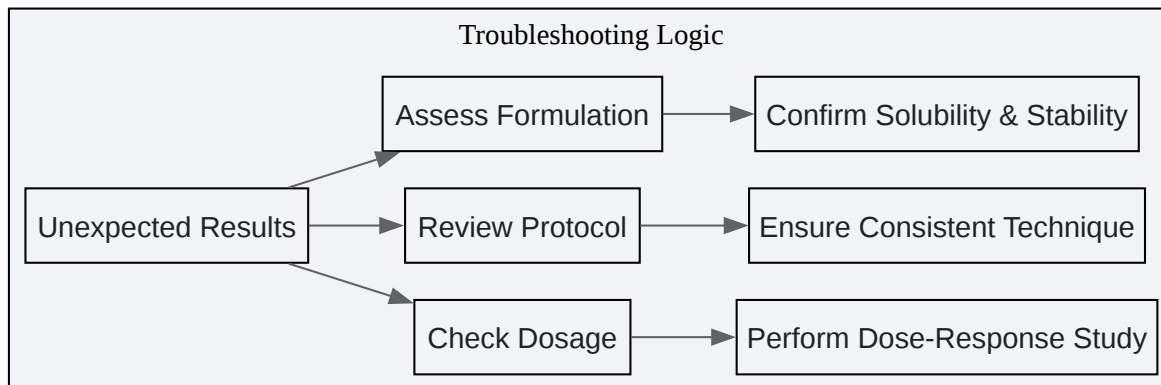 Troubleshooting Logic
Assess Formulation
Confirm Solubility & Stability
Unexpected Results
Review Protocol
Ensure Consistent Technique
Check Dosage
Perform Dose-Response Study